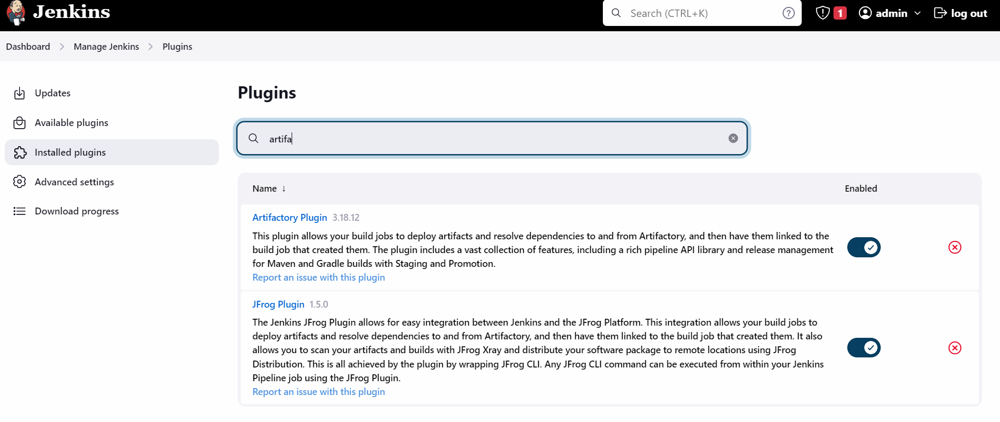 Jenkins
Search (CTRL+K)
1
admin
log out
Dashboard
Manage Jenkins
Plugins
Updates
Available plugins
Installed plugins
Advanced settings
Download progress
Plugins
artifa
Name ↓
Enabled
Artifactory Plugin 3.18.12
This plugin allows your build jobs to deploy artifacts and resolve dependencies to and from Artifactory, and then have them linked to the
build job that created them. The plugin includes a vast collection of features, including a rich pipeline API library and release management
for Maven and Gradle builds with Staging and Promotion.
Report an issue with this plugin
JFrog Plugin 1.5.0
The Jenkins JFrog Plugin allows for easy integration between Jenkins and the JFrog Platform. This integration allows your build jobs to
deploy artifacts and resolve dependencies to and from Artifactory, and then have them linked to the build job that created them. It also
allows you to scan your artifacts and builds with JFrog Xray and distribute your software package to remote locations using JFrog
Distribution. This is all achieved by the plugin by wrapping JFrog CLI. Any JFrog CLI command can be executed from within your Jenkins
Pipeline job using the JFrog Plugin.
Report an issue with this plugin